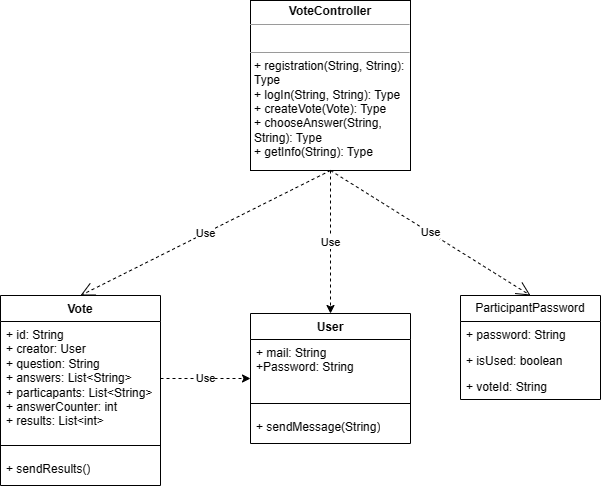 VoteController
+ registration(String, String):
Type
+ logIn(String, String): Type
+ createVote(Vote): Type
+ chooseAnswer(String,
String): Type
+ getInfo(String): Type
Use
Use
Use
Vote
+ id: String
+ creator: User
+ question: String
+ answers: List<String>
+ particapants: List<String>
+ answerCounter: int
+ results: List<int>
+ sendResults()
Use
User
+ mail: String
+Password: String
+ sendMessage(String)
ParticipantPassword
+ password: String
+ isUsed: boolean
+ voteId: String